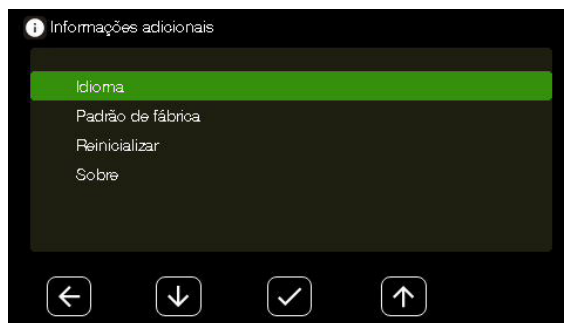 Informações adicionais
Idioma
Padrão de fábrica
Reinicializar
Sobre